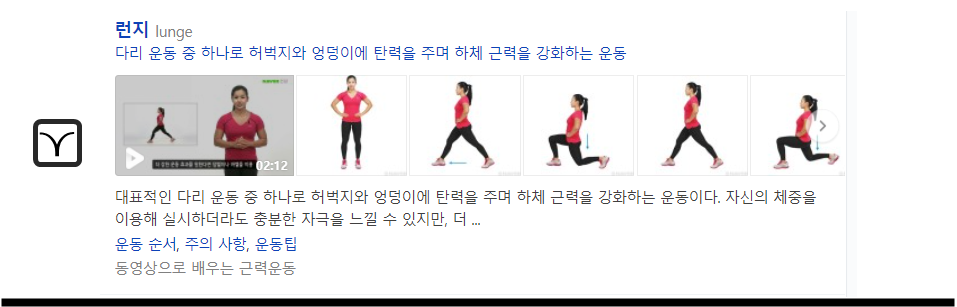 런지 lunge
다리 운동 중 하나로 허벅지와 엉덩이에 탄력을 주며 하체 근력을 강화하는 운동
02:12
대표적인 다리 운동 중 하나로 허벅지와 엉덩이에 탄력을 주며 하체 근력을 강화하는 운동이다. 자신의 체중을
이용해 실시하더라도 충분한 자극을 느낄 수 있지만, 더 ...
운동 순서, 주의 사항, 운동팁
동영상으로 배우는 근력운동